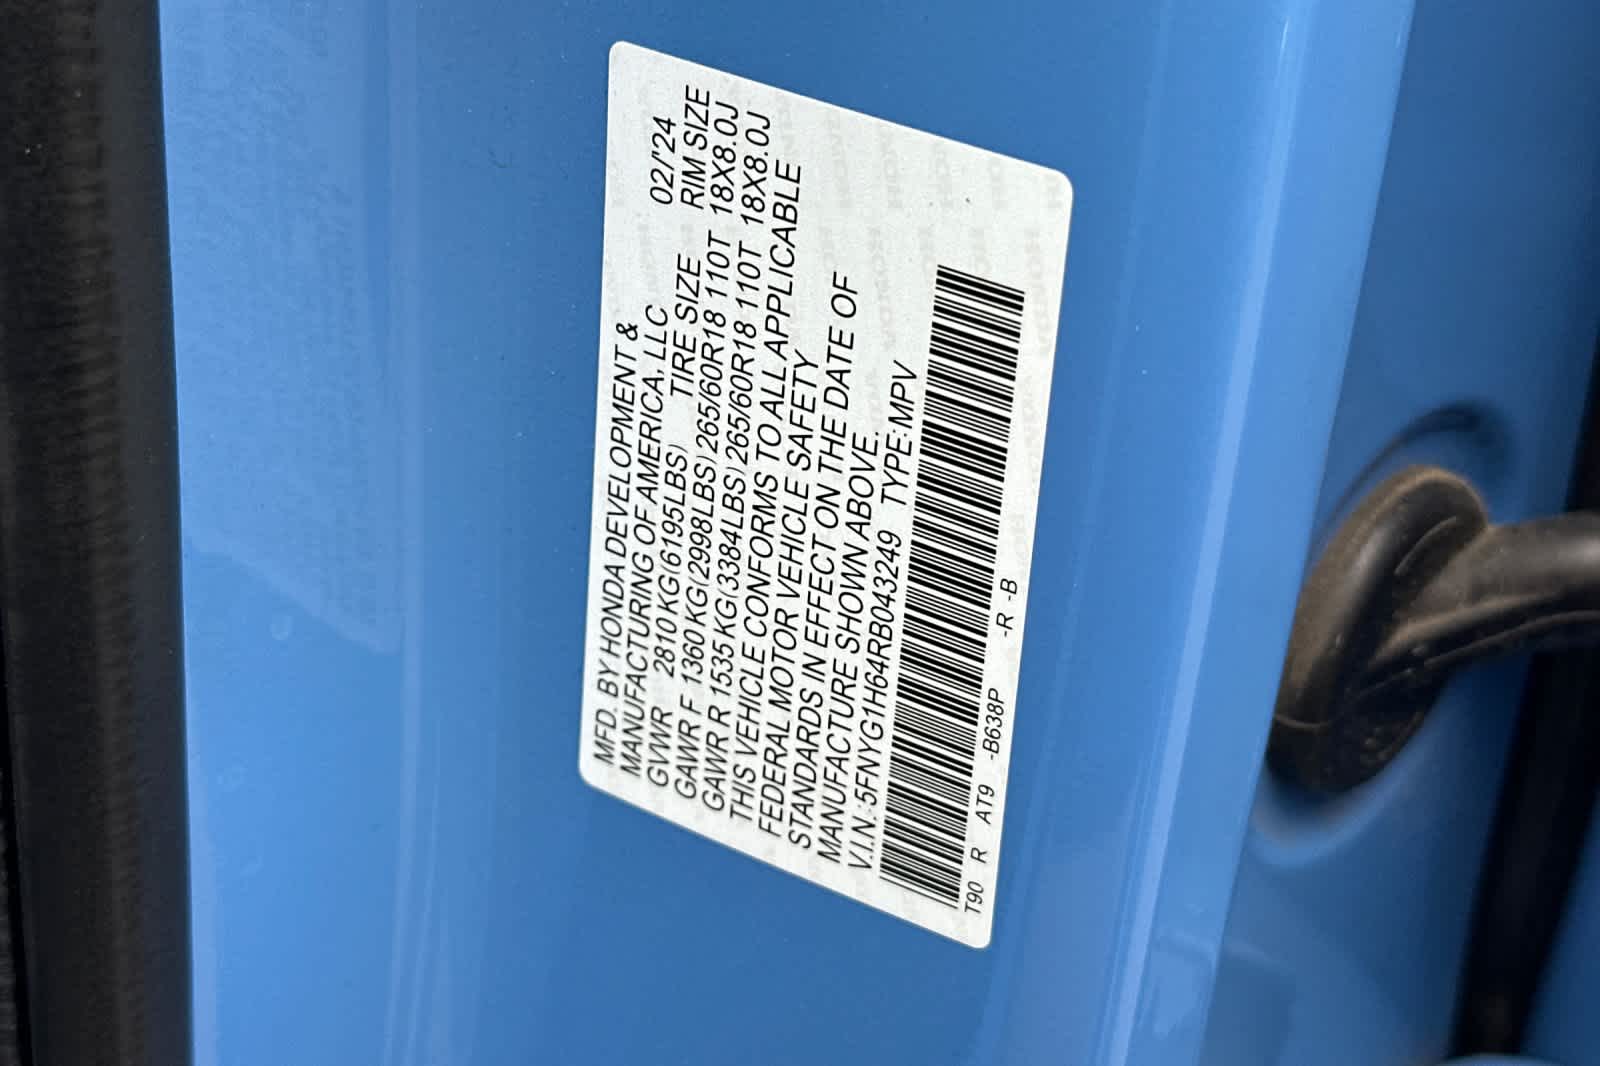 MFD. BY HONDA DEVELOPMENT &
MANUFACTURING OF AMERICA, LLC 02/'24
GVWR 2810 KG(6195LBS) TIRE SIZE RIM SIZE
GAWR F 1360 KG(2998LBS) 265/60R18 110T 18X8.0J
GAWR R 1535 KG(3384LBS) 265/60R18 110T 18X8.0J
THIS VEHICLE CONFORMS TO ALL APPLICABLE
FEDERAL MOTOR VEHICLE SAFETY
STANDARDS IN EFFECT ON THE DATE OF
MANUFACTURE SHOWN ABOVE.
V.I.N.:5FNYG1H64RB043249 TYPE:MPV
T90 R AT9 -B638P -R -B